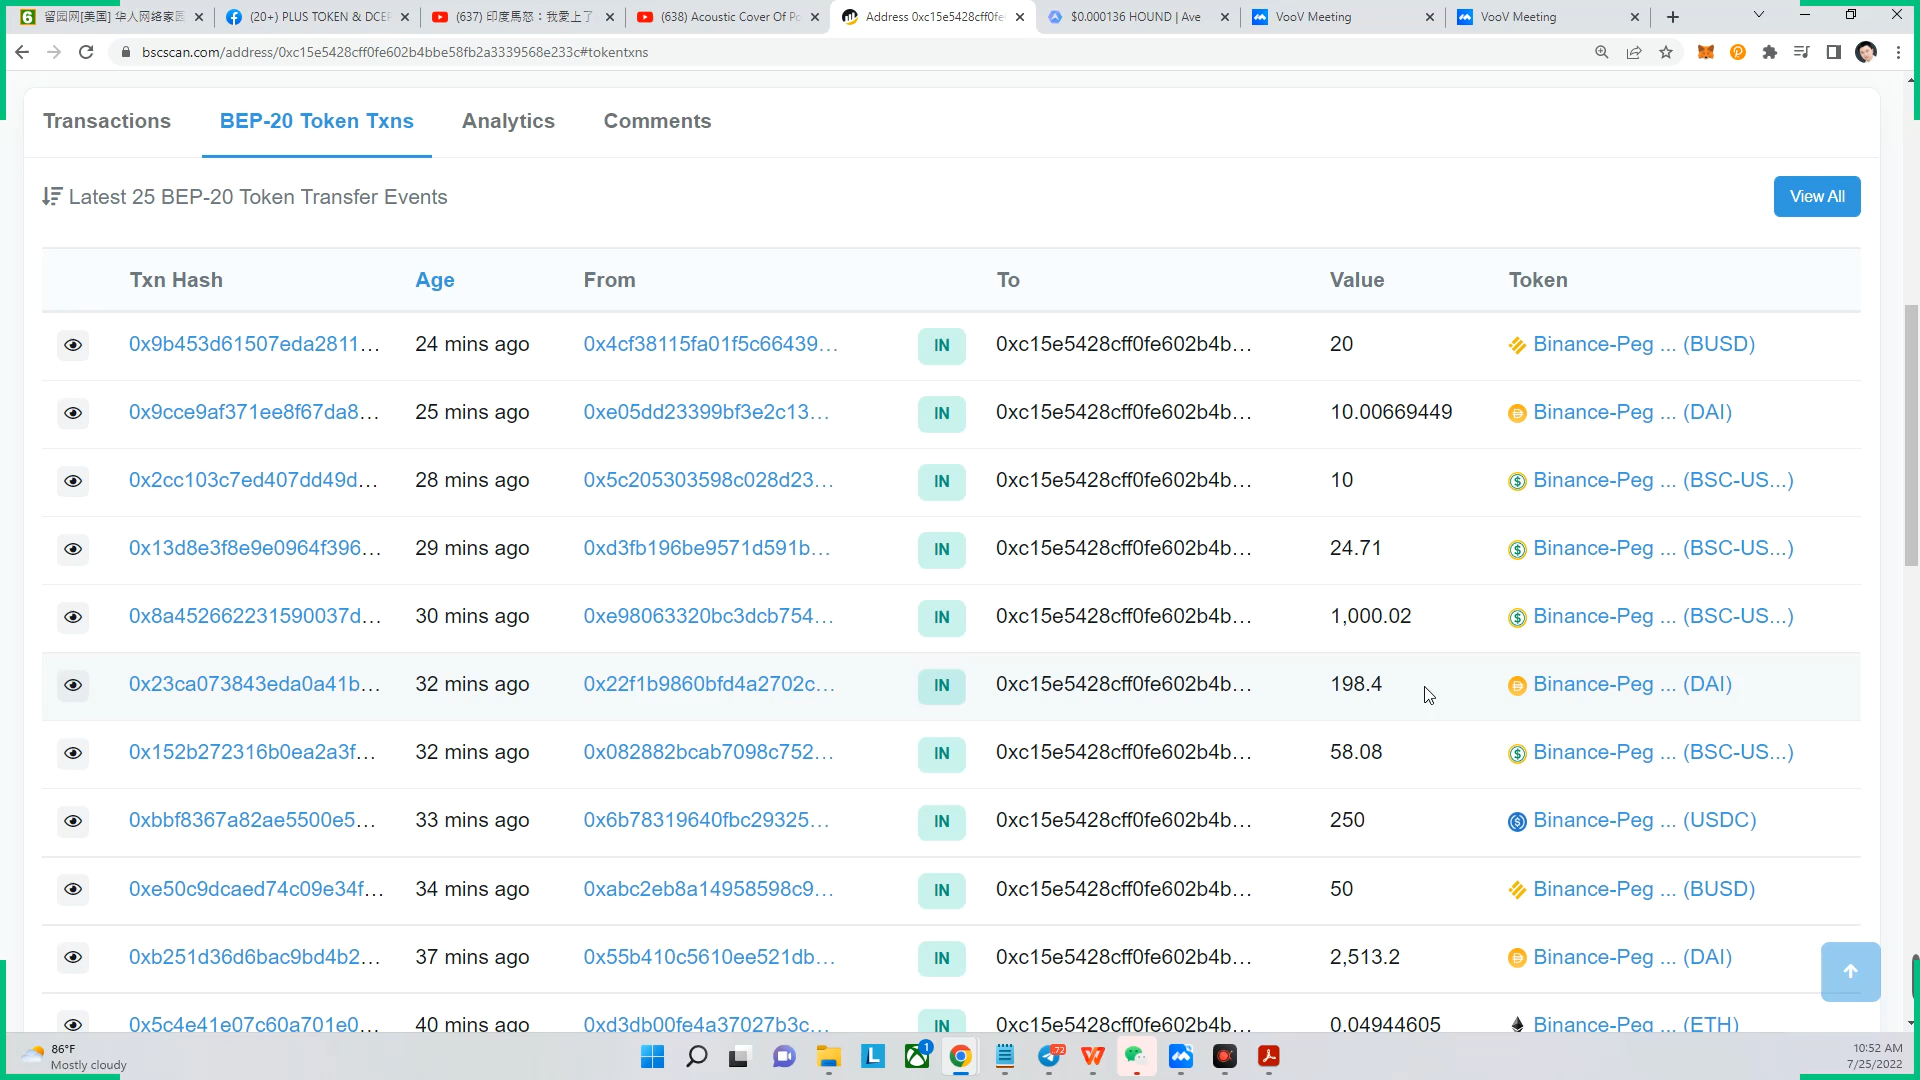 留园网[美国] 华人网络家园
(20+) PLUS TOKEN & DCEP
(637) 印度馬怒：我愛上了
(638) Acoustic Cover Of Po
Address 0xc15e5428cff0fe
$0.000136 HOUND | Ave
VooV Meeting
VooV Meeting
bscscan.com/address/0xc15e5428cff0fe602b4bbe58fb2a3339568e233c#tokentxns
Transactions BEP-20 Token Txns Analytics Comments
Latest 25 BEP-20 Token Transfer Events View All
Txn Hash Age From To Value Token
0x9b453d61507eda2811... 24 mins ago 0x4cf38115fa01f5c66439... IN 0xc15e5428cff0fe602b4b... 20 Binance-Peg ... (BUSD)
0x9cce9af371ee8f67da8... 25 mins ago 0xe05dd23399bf3e2c13... IN 0xc15e5428cff0fe602b4b... 10.00669449 Binance-Peg ... (DAI)
0x2cc103c7ed407dd49d... 28 mins ago 0x5c205303598c028d23... IN 0xc15e5428cff0fe602b4b... 10 Binance-Peg ... (BSC-US...)
0x13d8e3f8e9e0964f396... 29 mins ago 0xd3fb196be9571d591b... IN 0xc15e5428cff0fe602b4b... 24.71 Binance-Peg ... (BSC-US...)
0x8a452662231590037d... 30 mins ago 0xe98063320bc3dcb754... IN 0xc15e5428cff0fe602b4b... 1,000.02 Binance-Peg ... (BSC-US...)
0x23ca073843eda0a41b... 32 mins ago 0x22f1b9860bfd4a2702c... IN 0xc15e5428cff0fe602b4b... 198.4 Binance-Peg ... (DAI)
0x152b272316b0ea2a3f... 32 mins ago 0x082882bcab7098c752... IN 0xc15e5428cff0fe602b4b... 58.08 Binance-Peg ... (BSC-US...)
0xbbf8367a82ae5500e5... 33 mins ago 0x6b78319640fbc29325... IN 0xc15e5428cff0fe602b4b... 250 Binance-Peg ... (USDC)
0xe50c9dcaed74c09e34f... 34 mins ago 0xabc2eb8a14958598c9... IN 0xc15e5428cff0fe602b4b... 50 Binance-Peg ... (BUSD)
0xb251d36d6bac9bd4b2... 37 mins ago 0x55b410c5610ee521db... IN 0xc15e5428cff0fe602b4b... 2,513.2 Binance-Peg ... (DAI)
0x5c4e41e07c60a701e0... 40 mins ago 0xd3db00fe4a37027b3c... IN 0xc15e5428cff0fe602b4b... 0.04944605 Binance-Peg ... (ETH)
86°F
Mostly cloudy
1
72
10:52 AM
7/25/2022